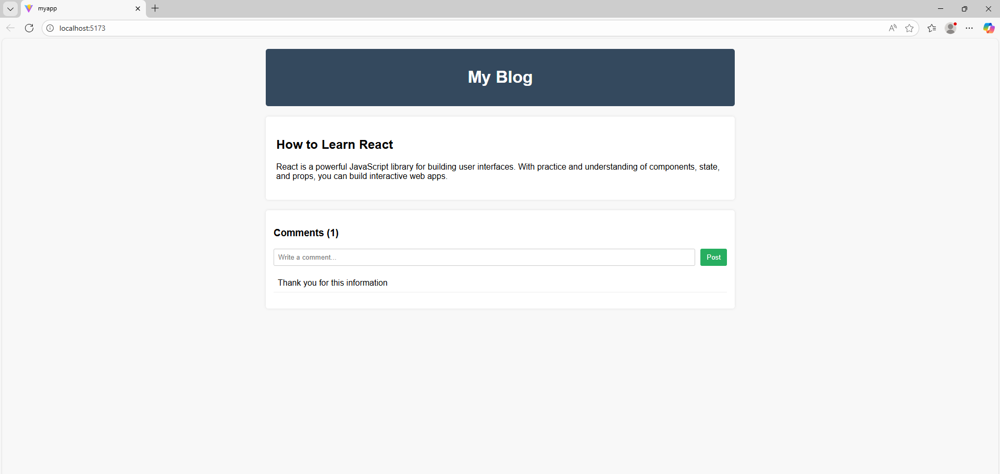 myapp
localhost:5173
My Blog
How to Learn React
React is a powerful JavaScript library for building user interfaces. With practice and understanding of components, state,
and props, you can build interactive web apps.
Comments (1)
Write a comment...
Post
Thank you for this information